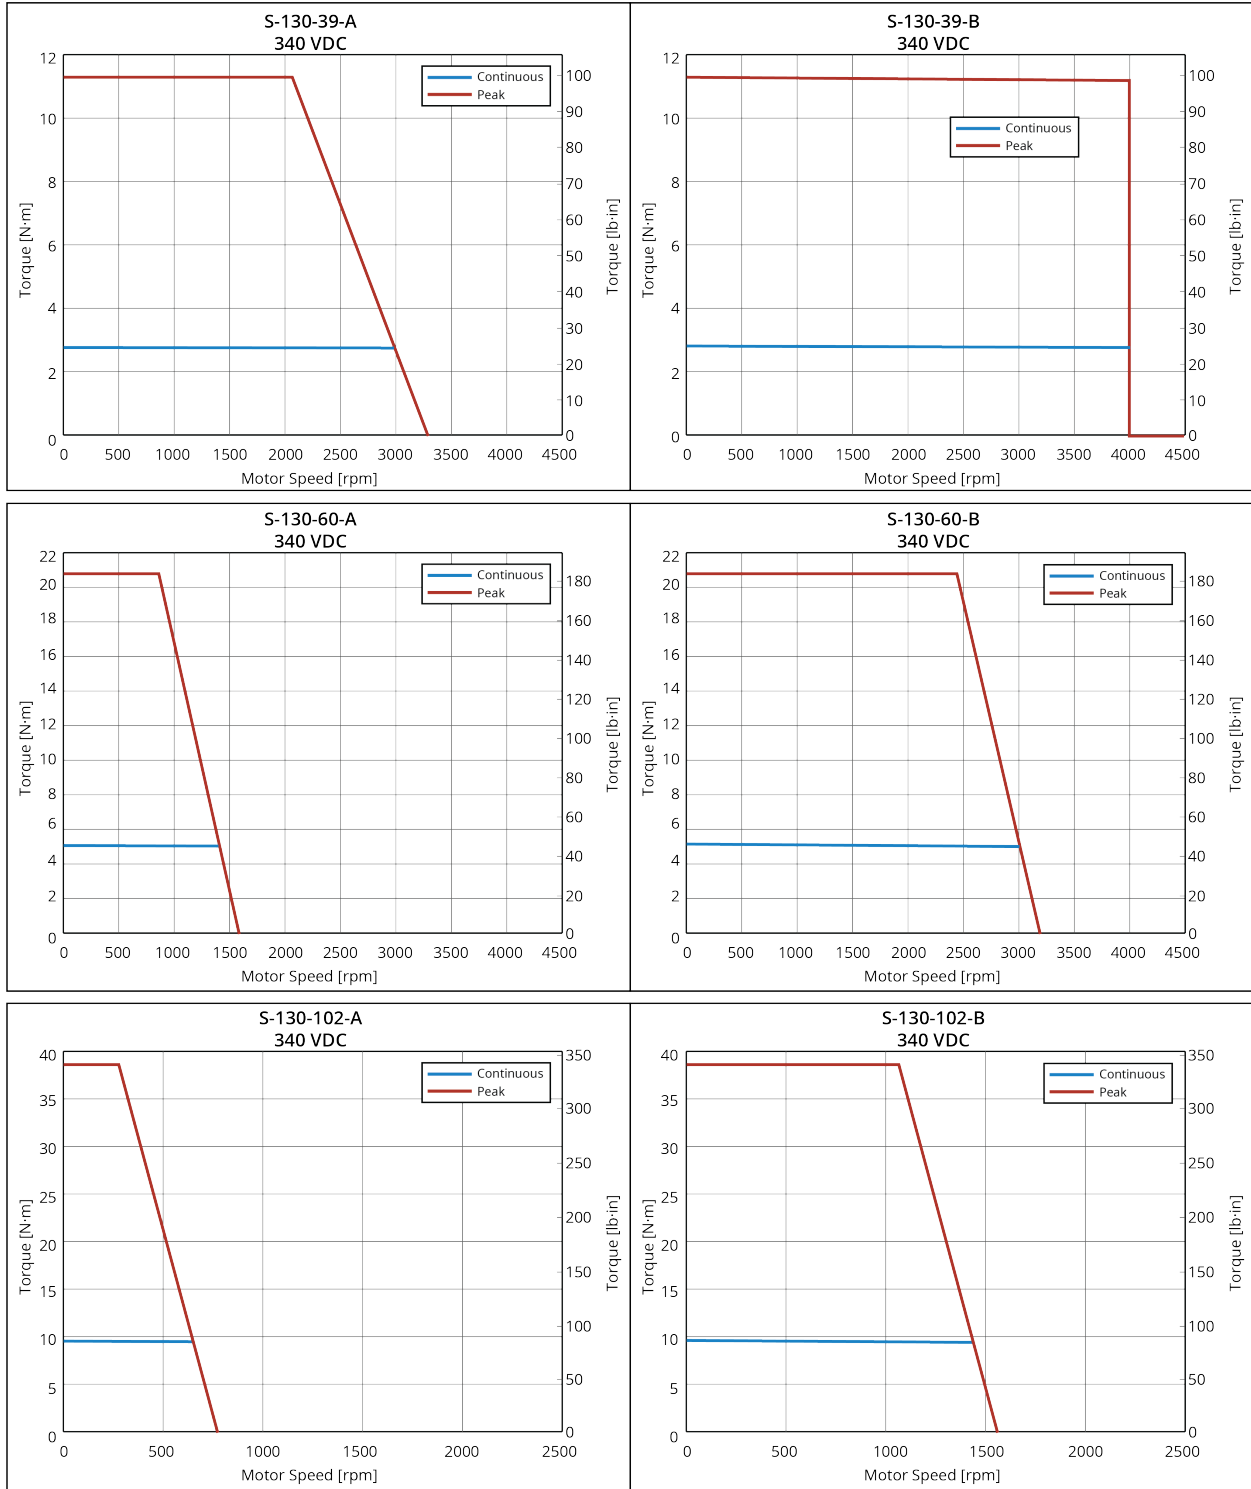 S-130-39-A
340 VDC
12
10
8
6
4
2
0
Torque [N·m]
Continuous
Peak
100
90
80
70
60
50
40
30
20
10
0
Torque [lb·in]
0 500 1000 1500 2000 2500 3000 3500 4000 4500
Motor Speed [rpm]
S-130-39-B
340 VDC
12
10
8
6
4
2
0
Torque [N·m]
Continuous
Peak
100
90
80
70
60
50
40
30
20
10
0
Torque [lb·in]
0 500 1000 1500 2000 2500 3000 3500 4000 4500
Motor Speed [rpm]
S-130-60-A
340 VDC
22
20
18
16
14
12
10
8
6
4
2
0
Torque [N·m]
Continuous
Peak
180
160
140
120
100
80
60
40
20
0
Torque [lb·in]
0 500 1000 1500 2000 2500 3000 3500 4000 4500
Motor Speed [rpm]
S-130-60-B
340 VDC
22
20
18
16
14
12
10
8
6
4
2
0
Torque [N·m]
Continuous
Peak
180
160
140
120
100
80
60
40
20
0
Torque [lb·in]
0 500 1000 1500 2000 2500 3000 3500 4000 4500
Motor Speed [rpm]
S-130-102-A
340 VDC
40
35
30
25
20
15
10
5
0
Torque [N·m]
Continuous
Peak
350
300
250
200
150
100
50
0
Torque [lb·in]
0 500 1000 1500 2000 2500
Motor Speed [rpm]
S-130-102-B
340 VDC
40
35
30
25
20
15
10
5
0
Torque [N·m]
Continuous
Peak
350
300
250
200
150
100
50
0
Torque [lb·in]
0 500 1000 1500 2000 2500
Motor Speed [rpm]